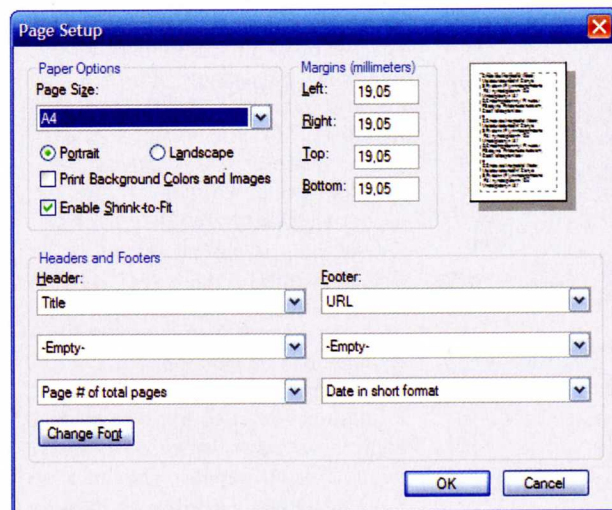 Page Setup
Paper Options
Page Size:
A4
Portrait
Landscape
Print Background Colors and Images
Enable Shrink-to-Fit
Margins (millimeters)
Left: 19,05
Right: 19,05
Top: 19,05
Bottom: 19,05
Headers and Footers
Header:
Footer:
Title
URL
-Empty-
-Empty-
Page # of total pages
Date in short format
Change Font
OK
Cancel